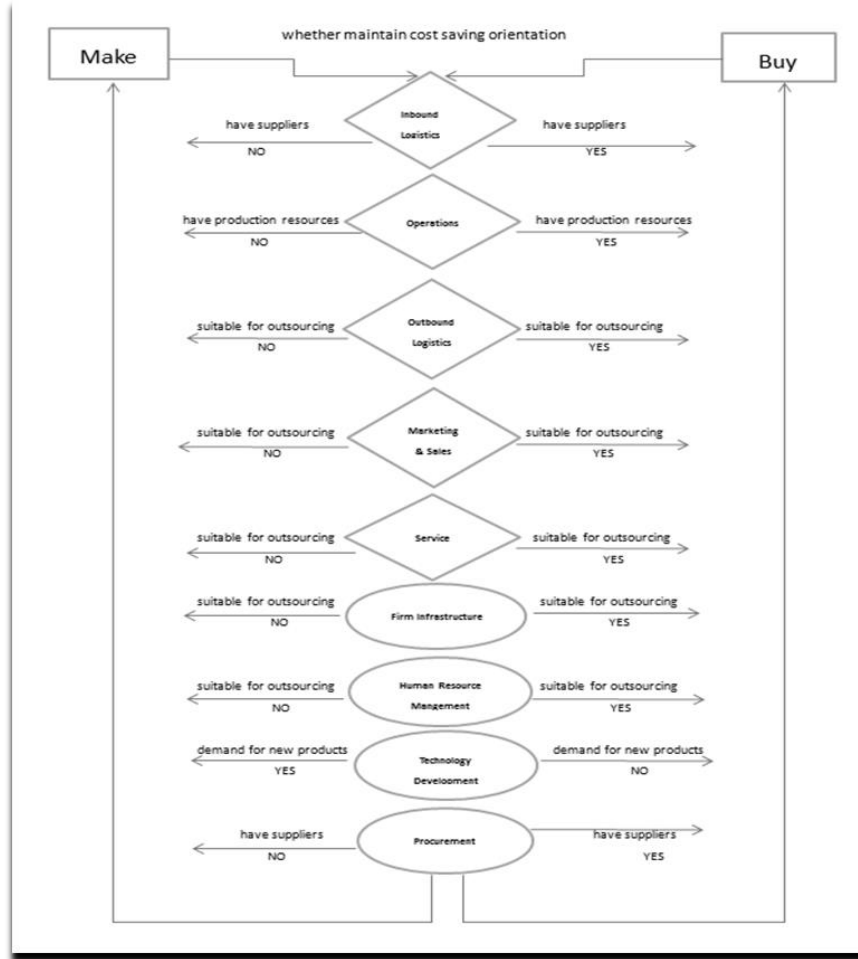 whether maintain cost saving orientation
Make
Buy
Inbound
Logistics
have suppliers
NO
have suppliers
YES
Operations
have production resources
NO
have production resources
YES
Outbound
Logistics
suitable for outsourcing
NO
suitable for outsourcing
YES
Marketing
& Sales
suitable for outsourcing
NO
suitable for outsourcing
YES
Service
suitable for outsourcing
NO
suitable for outsourcing
YES
Firm Infrastructure
suitable for outsourcing
NO
suitable for outsourcing
YES
Human Resource
Mangement
suitable for outsourcing
NO
suitable for outsourcing
YES
Technology
Development
demand for new products
YES
demand for new products
NO
Procurement
have suppliers
NO
have suppliers
YES